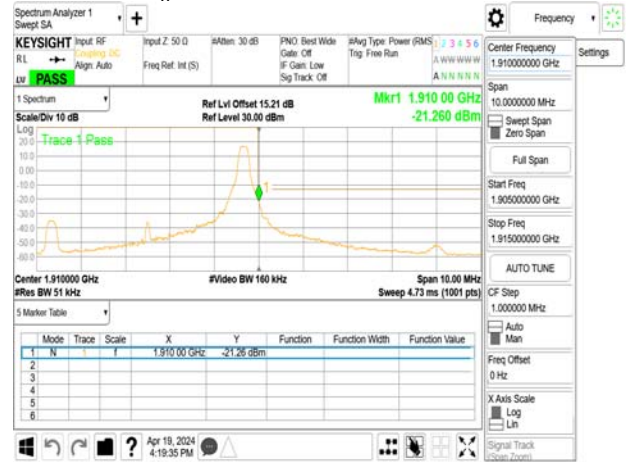 Spectrum Analyzer 1
Swept SA
+
Frequency
KEYSIGHT Input: RF Input Z: 50 Ω #Atten: 30 dB PNO: Best Wide #Avg Type: Power (RMS 1 2 3 4 5 6
RL Coupling: DC Gate: Off Trig: Free Run A W W W W W
Align: Auto Freq Ref: Int (S) IF Gain: Low
Sig Track: Off A N N N N N
PASS
1 Spectrum
Scale/Div 10 dB
Ref Lvl Offset 15.21 dB
Ref Level 30.00 dBm
Mkr1 1.910 00 GHz
-21.260 dBm
Log
Trace 1 Pass
20.0
10.0
0.00
-10.0
-20.0
-30.0
-40.0
-50.0
-60.0
1
Center 1.910000 GHz #Video BW 160 kHz Span 10.00 MHz
#Res BW 51 kHz Sweep 4.73 ms (1001 pts)
5 Marker Table
Mode Trace Scale X Y Function Function Width Function Value
1 N 1 f 1.910 00 GHz -21.26 dBm
2
3
4
5
6
Apr 19, 2024
4:19:35 PM
?
Center Frequency
1.910000000 GHz
Settings
Span
10.0000000 MHz
Swept Span
Zero Span
Full Span
Start Freq
1.905000000 GHz
Stop Freq
1.915000000 GHz
AUTO TUNE
CF Step
1.000000 MHz
Auto
Man
Freq Offset
0 Hz
X Axis Scale
Log
Lin
Signal Track
(Span Zoom)